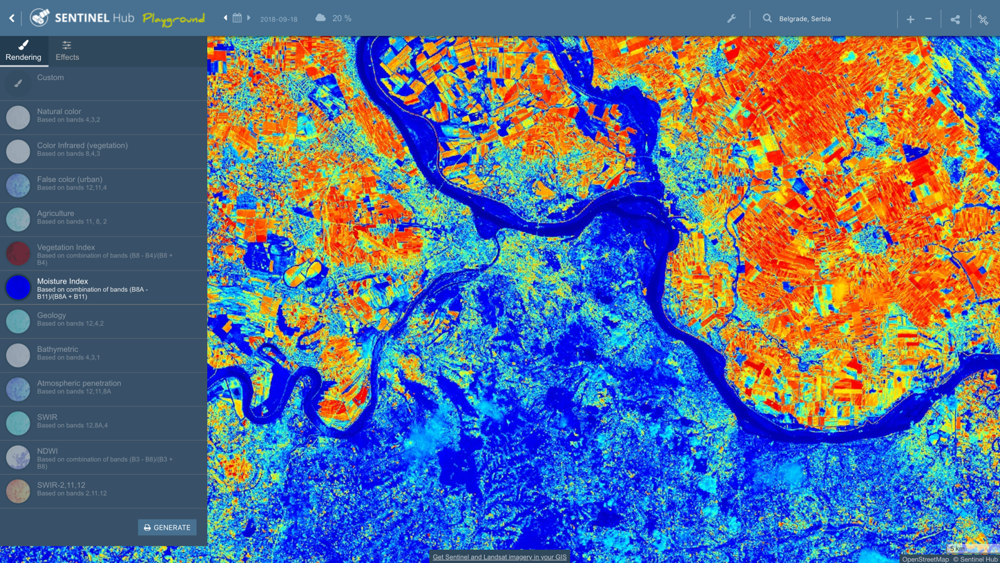 SENTINEL Hub Playground
2018-09-18
20 %
Belgrade, Serbia
Rendering
Effects
Custom
Natural color
Based on bands 4,3,2
Color Infrared (vegetation)
Based on bands 8,4,3
False color (urban)
Based on bands 12,11,4
Agriculture
Based on bands 11, 8, 2
Vegetation Index
Based on combination of bands (B8 - B4)/(B8 +
B4)
Moisture Index
Based on combination of bands (B8A -
B11)/(B8A + B11)
Geology
Based on bands 12,4,2
Bathymetric
Based on bands 4,3,1
Atmospheric penetration
Based on bands 12,11,8A
SWIR
Based on bands 12,8A,4
NDWI
Based on combination of bands (B3 - B8)/(B3 +
B8)
SWIR-2,11,12
Based on bands 2,11,12
GENERATE
Get Sentinel and Landsat imagery in your GIS
5 km
OpenStreetMap © Sentinel Hub